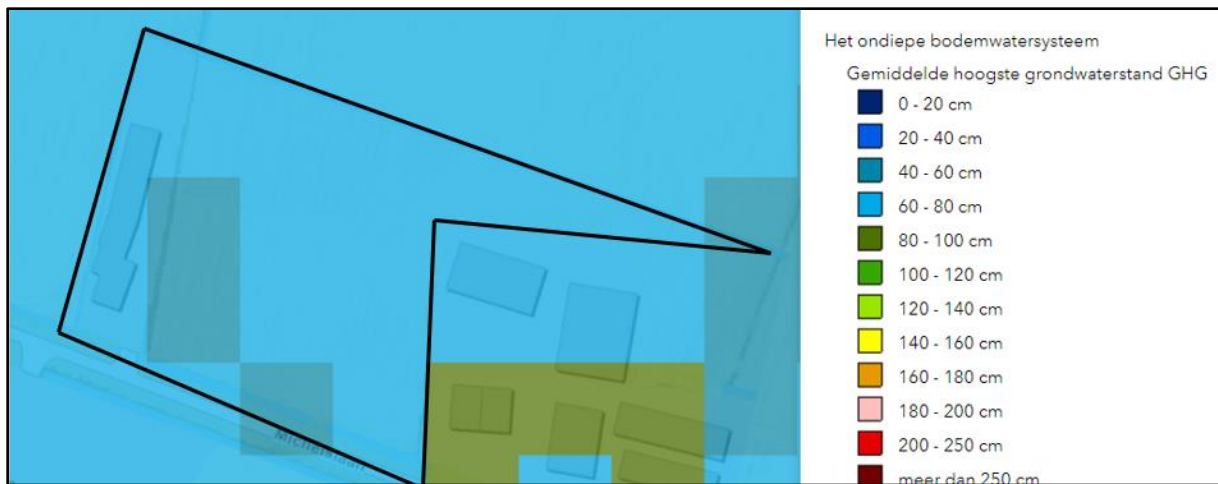 Het ondiepe bodemwatersysteem
Gemiddelde hoogste grondwaterstand GHG
0 - 20 cm
20 - 40 cm
40 - 60 cm
60 - 80 cm
80 - 100 cm
100 - 120 cm
120 - 140 cm
140 - 160 cm
160 - 180 cm
180 - 200 cm
200 - 250 cm
meer dan 250 cm